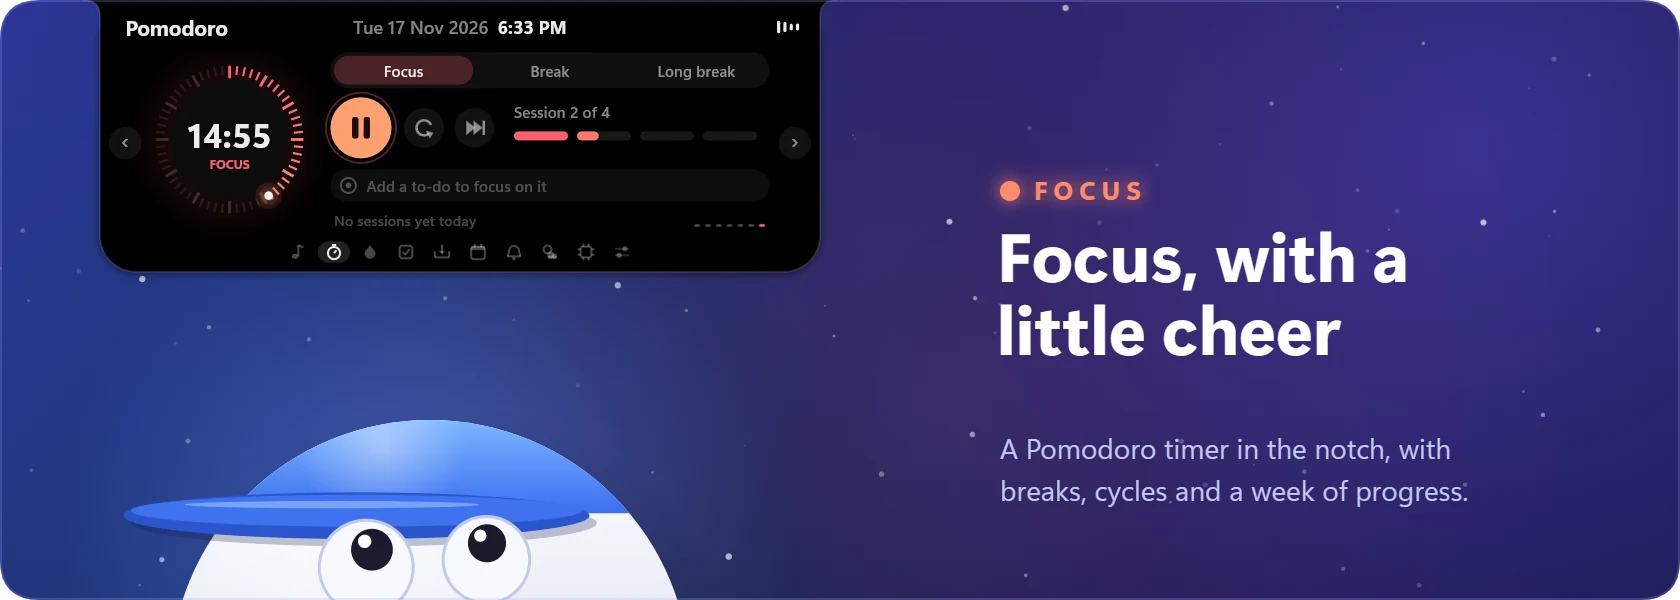 Pomodoro
Tue 17 Nov 2026 6:33 PM
Focus Break Long break
14:55
FOCUS
Session 2 of 4
Add a to-do to focus on it
No sessions yet today
FOCUS
Focus, with a
little cheer
A Pomodoro timer in the notch, with
breaks, cycles and a week of progress.